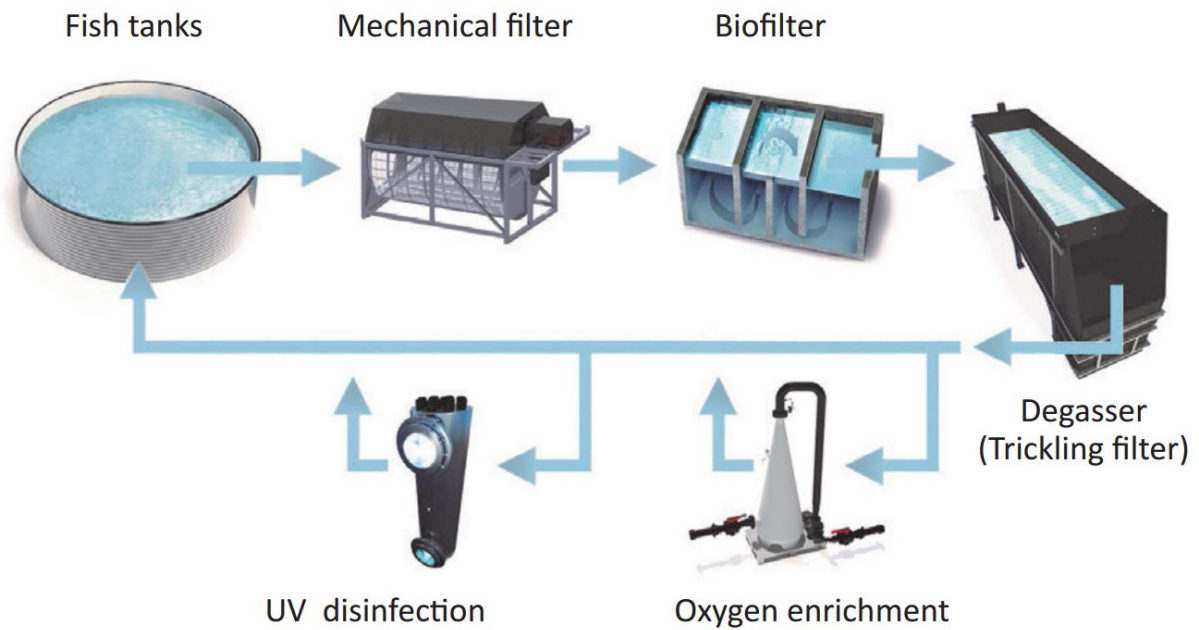 Fish tanks
Mechanical filter
Biofilter
Degasser
(Trickling filter)
UV disinfection
Oxygen enrichment